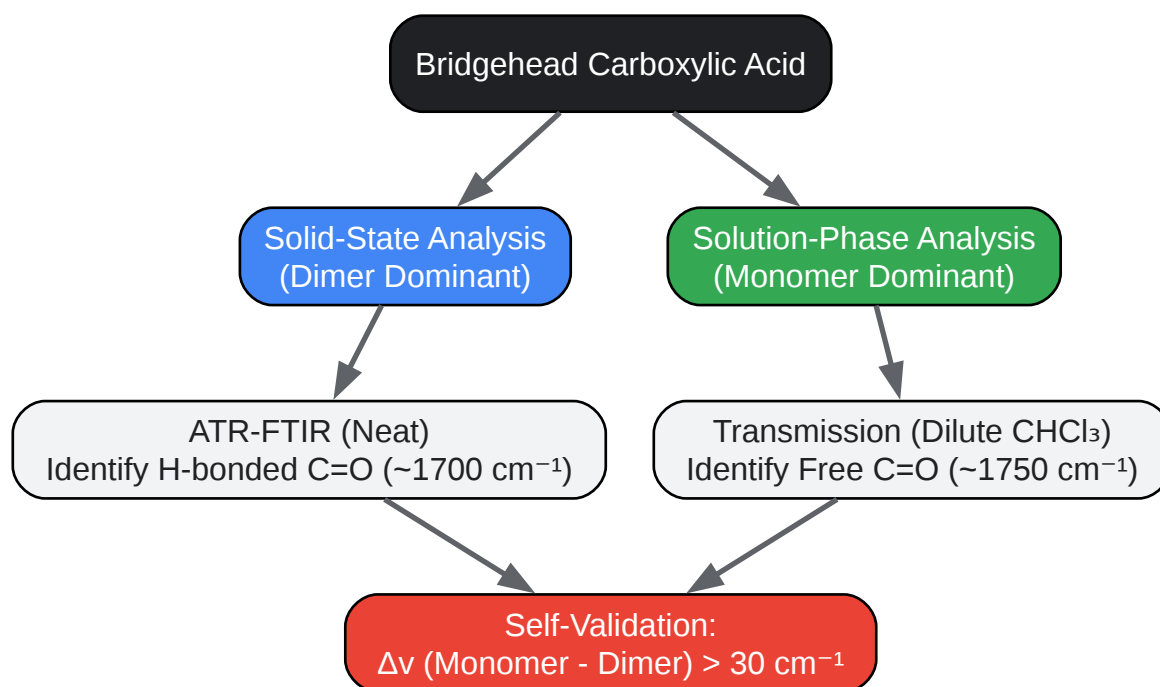 Bridgehead Carboxylic Acid
Solid-State Analysis
(Dimer Dominant)
Solution-Phase Analysis
(Monomer Dominant)
ATR-FTIR (Neat)
Identify H-bonded C=O (~1700 cm⁻¹)
Transmission (Dilute CHCl₃)
Identify Free C=O (~1750 cm⁻¹)
Self-Validation:
Δν (Monomer - Dimer) > 30 cm⁻¹